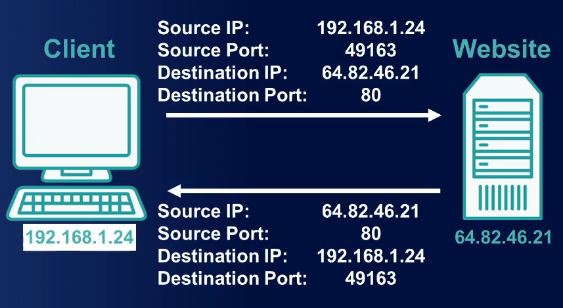 Client
Source IP: 192.168.1.24
Source Port: 49163
Destination IP: 64.82.46.21
Destination Port: 80
Website
Source IP: 64.82.46.21
Source Port: 80
Destination IP: 192.168.1.24
Destination Port: 49163
192.168.1.24
64.82.46.21